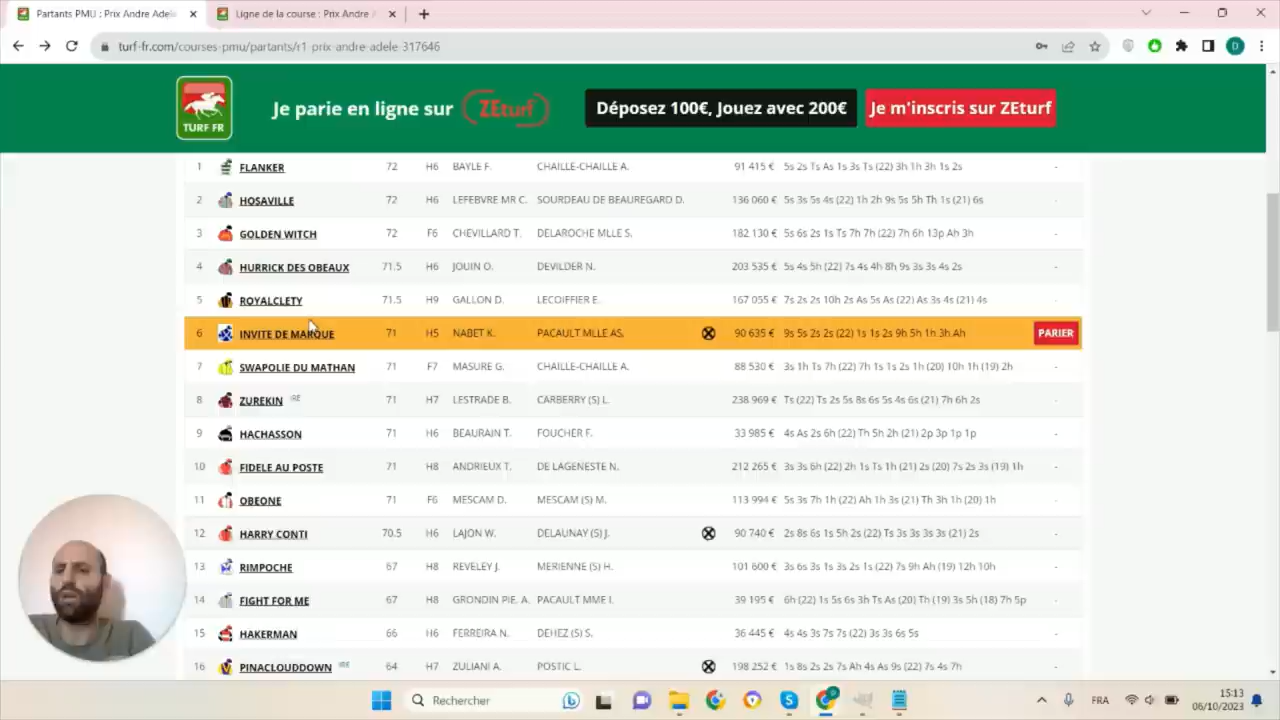 Partants PMU : Prix Andre Adele
Ligne de la course : Prix Andre A
turf-fr.com/courses-pmu/partants/r1-prix-andre-adele-317646
D
TURF FR
Je parie en ligne sur ZEturf
Déposez 100€, Jouez avec 200€
Je m'inscris sur ZEturf
1 FLANKER 72 H6 BAYLE F. CHAILLE-CHAILLE A. 91 415 € 5s 2s Ts As 1s 3s Ts (22) 3h 1h 3h 1s 2s -
2 HOSAVILLE 72 H6 LEFEBVRE MR C. SOURDEAU DE BEAUREGARD D. 136 060 € 5s 3s 5s 4s (22) 1h 2h 9s 5s 5h Th 1s (21) 6s -
3 GOLDEN WITCH 72 F6 CHEVILLARD T. DELAROCHE MLLE S. 182 130 € 5s 6s 2s 1s Ts 7h 7h (22) 7h 6h 13p Ah 3h -
4 HURRICK DES OBEAUX 71.5 H6 JOUIN O. DEVILDER N. 203 535 € 5s 4s 5h (22) 7s 4s 4h 8h 9s 3s 3s 4s 2s -
5 ROYALCLETY 71.5 H9 GALLON D. LECOIFFIER E. 167 055 € 7s 2s 2s 10h 2s As 5s As (22) As 3s 4s (21) 4s -
6 INVITE DE MARQUE 71 H5 NABET K. PACAULT MLLE AS. 90 635 € 9s 5s 2s 2s (22) 1s 1s 2s 9h 5h 1h 3h Ah PARIER
7 SWAPOLIE DU MATHAN 71 F7 MASURE G. CHAILLE-CHAILLE A. 88 530 € 3s 1h Ts 7h (22) 7h 1s 1s 2s 1h (20) 10h 1h (19) 2h -
8 ZUREKIN IRE 71 H7 LESTRADE B. CARBERRY (S) L. 238 969 € Ts (22) Ts 2s 5s 8s 6s 5s 4s 6s (21) 7h 6h 2s -
9 HACHASSON 71 H6 BEAURAIN T. FOUCHER F. 33 985 € 4s As 2s 6h (22) Th 5s 2h (21) 2p 3p 1p 1p -
10 FIDELE AU POSTE 71 H8 ANDRIEUX T. DE LAGENESTE N. 212 265 € 3s 3s 6h (22) 2h 1s Ts 1h (21) 2s (20) 7s 2s 3s (19) 1h -
11 OBEONE 71 F6 MESCAM D. MESCAM (S) M. 113 994 € 5s 3s 7h 1h (22) Ah 1h 3s (21) Th 3h 1h (20) 1h -
12 HARRY CONTI 70.5 H6 LAJON W. DELAUNAY (S) J. 90 740 € 2s 8s 6s 1s 5h 2s (22) Ts 3s 3s 3s 3s (21) 2s -
13 RIMPOCHE 67 H8 REVELEY J. MERIENNE (S) H. 101 600 € 3s 6s 3s 1s 3s 2s 1s (22) 7s 9h Ah (19) 12h 10h -
14 FIGHT FOR ME 67 H8 GRONDIN PIE. A. PACAULT MME I. 39 195 € 6h (22) 1s 5s 6s 3h Ts As (20) Th (19) 3s 5h (18) 7h 5p -
15 HAKERMAN 66 H6 FERREIRA N. DEHEZ (S) S. 36 445 € 4s 4s 3s 7s 7s (22) 3s 3s 6s 5s -
16 PINACLOUDDOWN IRE 64 H7 ZULIANI A. POSTIC L. 198 252 € 1s 8s 2s 2s 7s Ah 4s As 9s (22) 7s 4s 7h -
Rechercher
FRA
15:13
06/10/2023